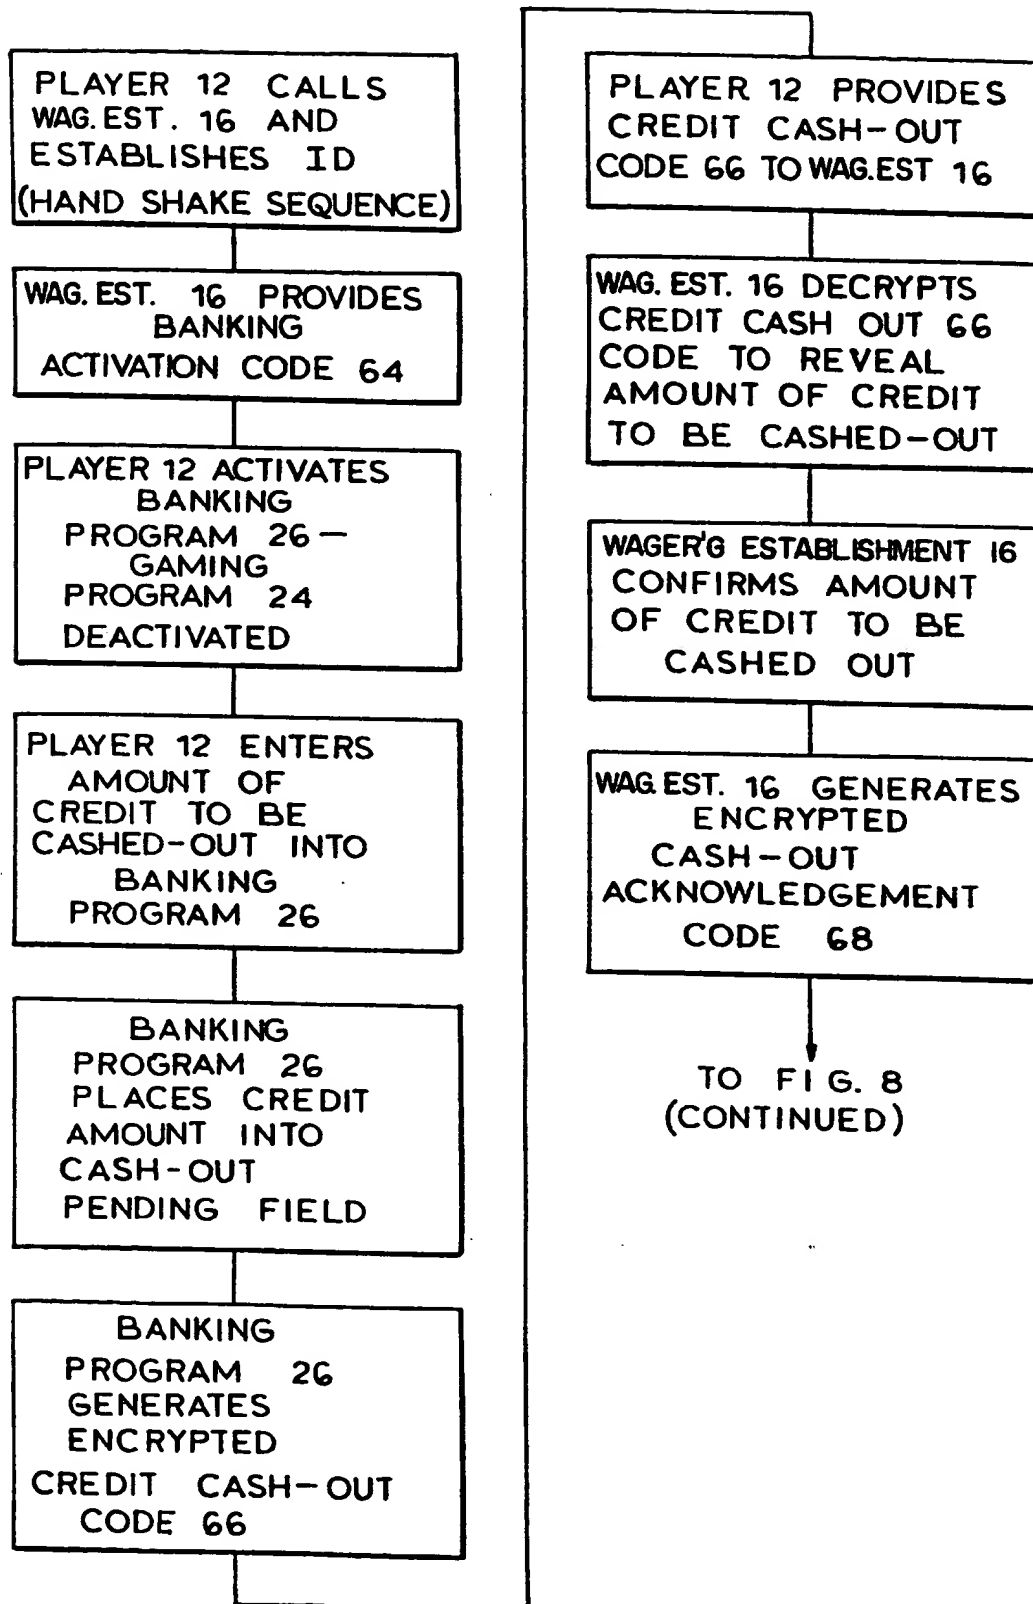 PLAYER 12 CALLS
WAG. EST. 16 AND
ESTABLISHES ID
(HAND SHAKE SEQUENCE)
WAG. EST. 16 PROVIDES
BANKING
ACTIVATION CODE 64
PLAYER 12 ACTIVATES
BANKING
PROGRAM 26 —
GAMING
PROGRAM 24
DEACTIVATED
PLAYER 12 ENTERS
AMOUNT OF
CREDIT TO BE
CASHED-OUT INTO
BANKING
PROGRAM 26
BANKING
PROGRAM 26
PLACES CREDIT
AMOUNT INTO
CASH-OUT
PENDING FIELD
BANKING
PROGRAM 26
GENERATES
ENCRYPTED
CREDIT CASH-OUT
CODE 66
PLAYER 12 PROVIDES
CREDIT CASH-OUT
CODE 66 TO WAG.EST 16
WAG. EST. 16 DECRYPTS
CREDIT CASH OUT 66
CODE TO REVEAL
AMOUNT OF CREDIT
TO BE CASHED-OUT
WAGER'G ESTABLISHMENT 16
CONFIRMS AMOUNT
OF CREDIT TO BE
CASHED OUT
WAG. EST. 16 GENERATES
ENCRYPTED
CASH-OUT
ACKNOWLEDGEMENT
CODE 68
TO FIG. 8
(CONTINUED)